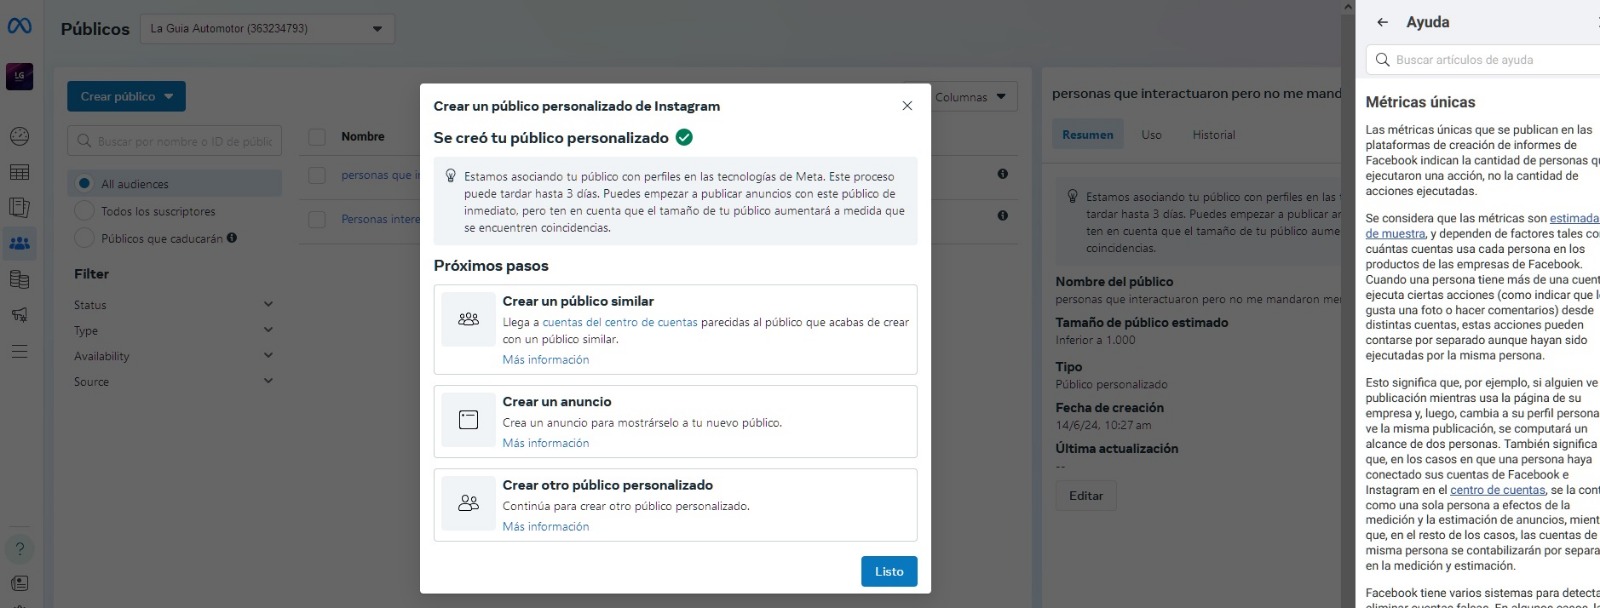 Públicos
La Guia Automotor (363234793)
LG
Crear público
Buscar por nombre o ID de públic
All audiences
Todos los suscriptores
Públicos que caducarán
Filter
Status
Type
Availability
Source
Nombre
personas que i
Personas intere
Columnas
Crear un público personalizado de Instagram
Se creó tu público personalizado
Estamos asociando tu público con perfiles en las tecnologías de Meta. Este proceso
puede tardar hasta 3 días. Puedes empezar a publicar anuncios con este público de
inmediato, pero ten en cuenta que el tamaño de tu público aumentará a medida que
se encuentren coincidencias.
Próximos pasos
Crear un público similar
Llega a cuentas del centro de cuentas parecidas al público que acabas de crear
con un público similar.
Más información
Crear un anuncio
Crea un anuncio para mostrárselo a tu nuevo público.
Más información
Crear otro público personalizado
Continúa para crear otro público personalizado.
Más información
Listo
personas que interactuaron pero no me mand
Resumen
Uso
Historial
Estamos asociando tu público con perfiles en las
tardar hasta 3 días. Puedes empezar a publicar ar
ten en cuenta que el tamaño de tu público aume
coincidencias.
Nombre del público
personas que interactuaron pero no me mandaron me
Tamaño de público estimado
Inferior a 1.000
Tipo
Público personalizado
Fecha de creación
14/6/24, 10:27 am
Última actualización
--
Editar
Ayuda
Buscar artículos de ayuda
Métricas únicas
Las métricas únicas que se publican en las
plataformas de creación de informes de
Facebook indican la cantidad de personas qu
ejecutaron una acción, no la cantidad de
acciones ejecutadas.
Se considera que las métricas son estimada
de muestra, y dependen de factores tales co
cuántas cuentas usa cada persona en los
productos de las empresas de Facebook.
Cuando una persona tiene más de una cuent
ejecuta ciertas acciones (como indicar que l
gusta una foto o hacer comentarios) desde
distintas cuentas, estas acciones pueden
contarse por separado aunque hayan sido
ejecutadas por la misma persona.
Esto significa que, por ejemplo, si alguien ve
publicación mientras usa la página de su
empresa y, luego, cambia a su perfil persona
ve la misma publicación, se computará un
alcance de dos personas. También significa
que, en los casos en que una persona haya
conectado sus cuentas de Facebook e
Instagram en el centro de cuentas, se la cont
como una sola persona a efectos de la
medición y la estimación de anuncios, mient
que, en el resto de los casos, las cuentas de
misma persona se contabilizarán por separa
en la medición y estimación.
Facebook tiene varios sistemas para detecta